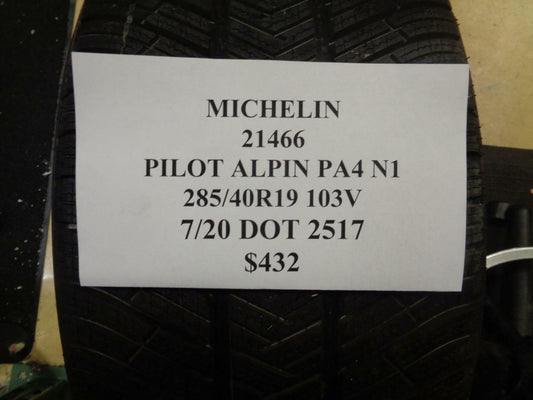 MICHELIN
21466
PILOT ALPIN PA4 N1
285/40R19 103V
7/20 DOT 2517
$432